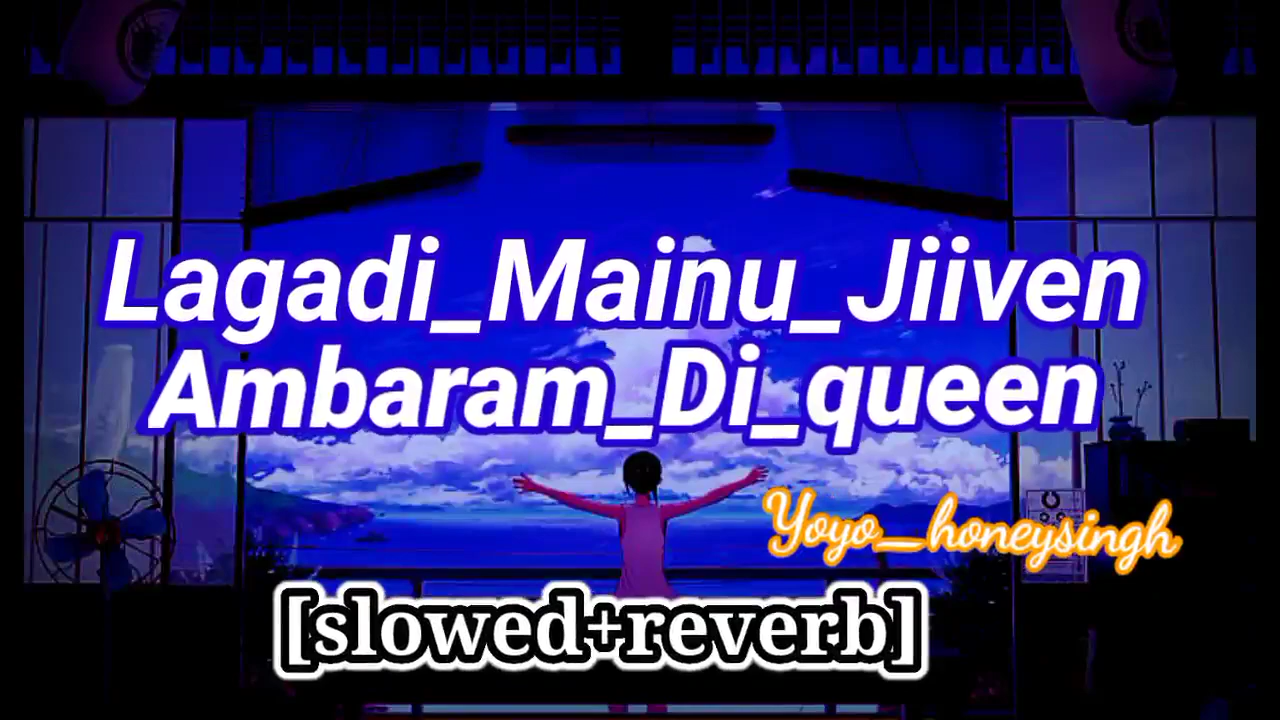 Lagadi_Mainu_Jiiven
Ambaram_Di_queen
Yoyo_honeysingh
[slowed+reverb]